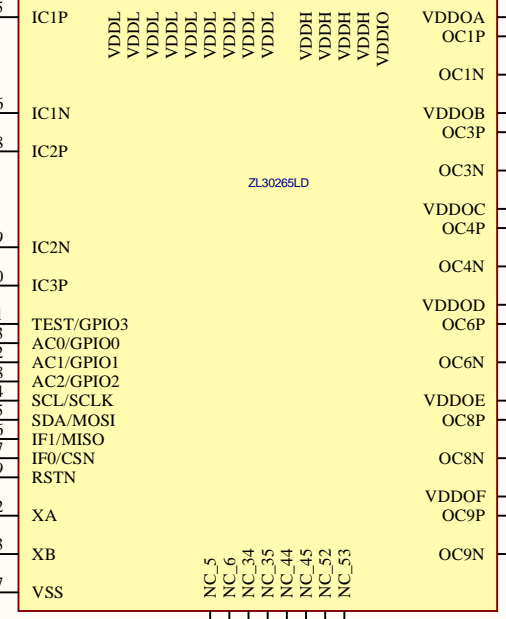 IC1P
VDDL
VDDL
VDDL
VDDL
VDDL
VDDL
VDDL
VDDL
VDDL
VDDH
VDDH
VDDH
VDDH
VDDIO
VDDOA
OC1P
OC1N
IC1N
VDDOB
OC3P
IC2P
OC3N
ZL30265LD
VDDOC
OC4P
IC2N
OC4N
IC3P
VDDOD
TEST/GPIO3
OC6P
AC0/GPIO0
AC1/GPIO1
OC6N
AC2/GPIO2
SCL/SCLK
VDDOE
SDA/MOSI
OC8P
IF1/MISO
IF0/CSN
OC8N
RSTN
VDDOF
XA
OC9P
XB
OC9N
NC_5
NC_6
NC_34
NC_35
NC_44
NC_45
NC_52
NC_53
VSS